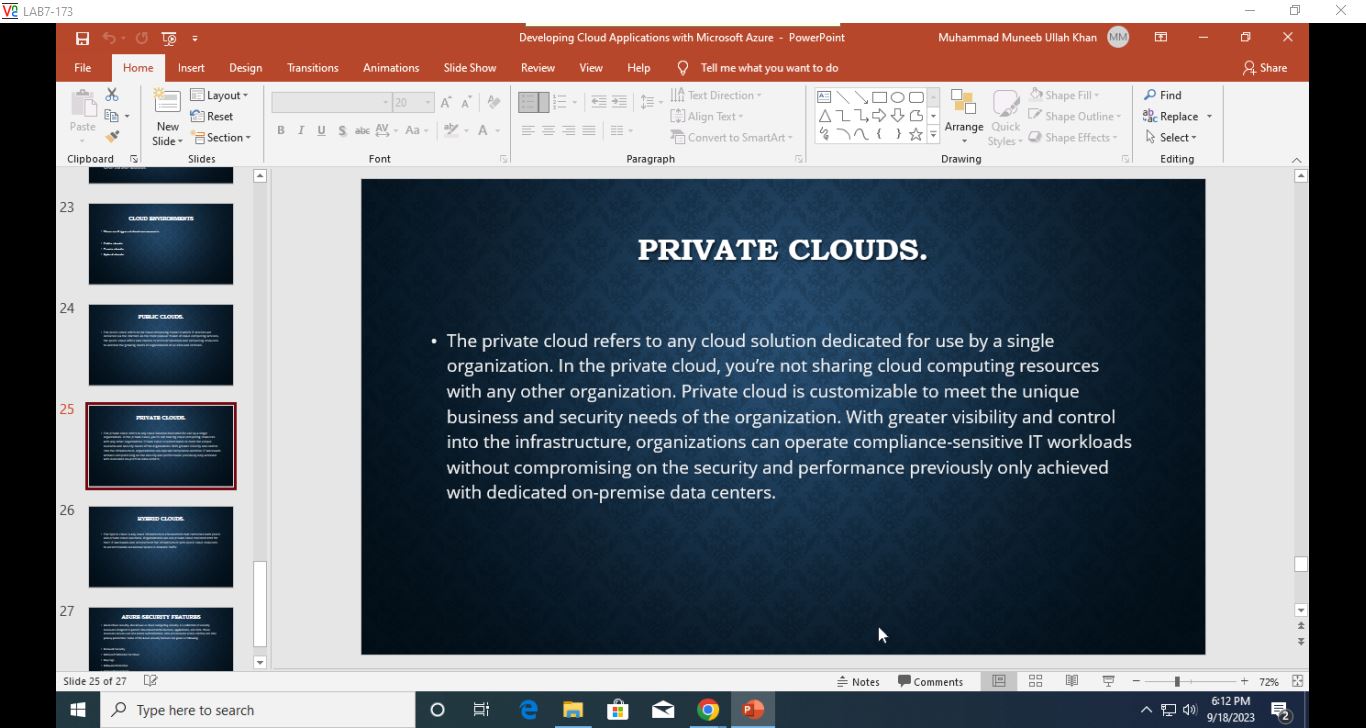 LAB7-173
Developing Cloud Applications with Microsoft Azure - PowerPoint
Muhammad Muneeb Ullah Khan
MM
File Home Insert Design Transitions Animations Slide Show Review View Help Tell me what you want to do
Share
Paste
Clipboard
New
Slide
Layout
Reset
Section
Slides
20
B I U S abc AV Aa
A
Font
Text Direction
Align Text
Convert to SmartArt
Paragraph
Arrange
Quick
Styles
Shape Fill
Shape Outline
Shape Effects
Drawing
Find
Replace
Select
Editing
23
CLOUD ENVIRONMENTS
Public clouds
Private clouds
Hybrid clouds
24
PUBLIC CLOUDS.
25
PRIVATE CLOUDS.
26
HYBRID CLOUDS.
27
AZURE SECURITY FEATURES
PRIVATE CLOUDS.
• The private cloud refers to any cloud solution dedicated for use by a single
organization. In the private cloud, you’re not sharing cloud computing resources
with any other organization. Private cloud is customizable to meet the unique
business and security needs of the organization. With greater visibility and control
into the infrastructure, organizations can operate compliance-sensitive IT workloads
without compromising on the security and performance previously only achieved
with dedicated on-premise data centers.
Slide 25 of 27
Notes
Comments
72%
Type here to search
6:12 PM
9/18/2023
2